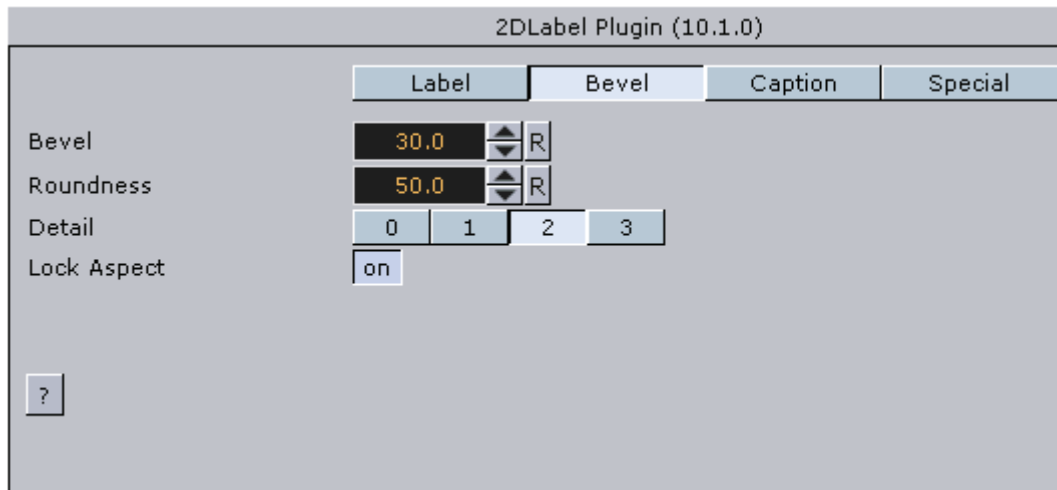 2DLabel Plugin (10.1.0)
Label Bevel Caption Special
Bevel 30.0 R
Roundness 50.0 R
Detail 0 1 2 3
Lock Aspect on
?